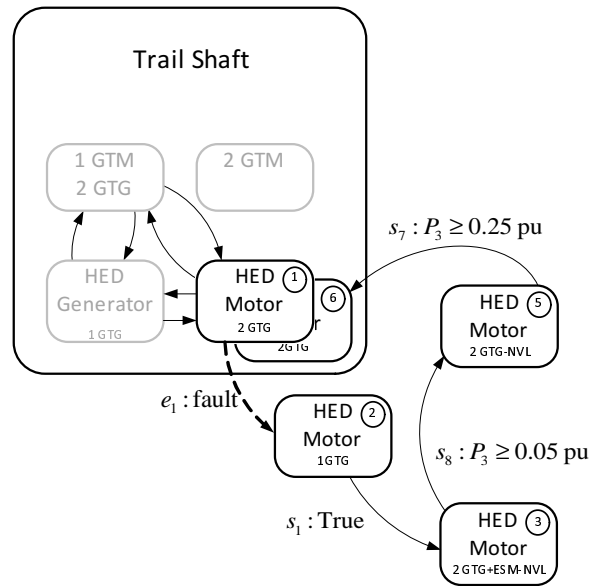 Trail Shaft
1 GTM
2 GTG
2 GTM
HED
Generator
1 GTG
HED
Motor
2 GTG
1
6
r
2GTG
s₇ : P₃ ≥ 0.25 pu
HED
Motor
2 GTG-NVL
5
e₁ : fault
HED
Motor
1GTG
2
s₈ : P₃ ≥ 0.05 pu
s₁ : True
HED
Motor
2 GTG+ESM-NVL
3